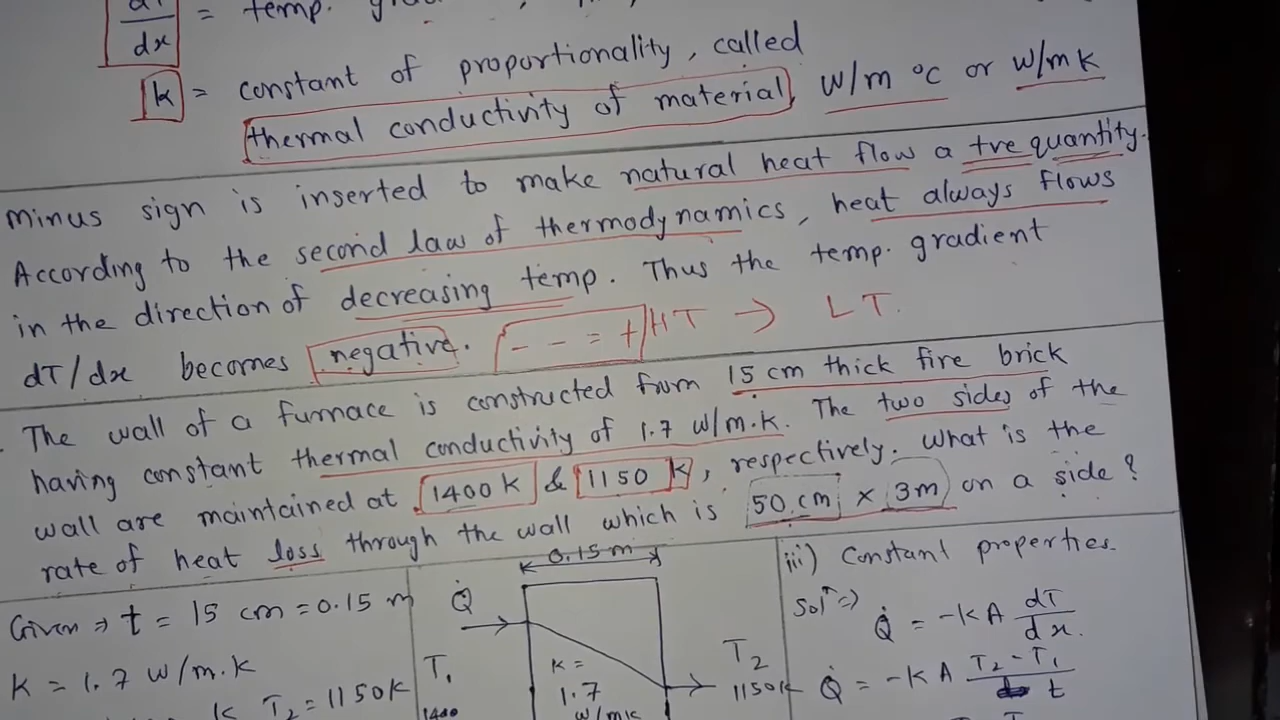 dT/dx = temp.
k = constant of proportionality, called
thermal conductivity of material, W/m °C or W/mK
Minus sign is inserted to make natural heat flow a +ve quantity.
According to the second law of thermodynamics, heat always flows
in the direction of decreasing temp. Thus the temp. gradient
dT/dx becomes negative. - - = + HT → LT.
The wall of a furnace is constructed from 15 cm thick fire brick
having constant thermal conductivity of 1.7 W/m.K. The two sides of the
wall are maintained at 1400 K & 1150 K, respectively. What is the
rate of heat loss through the wall which is 50 cm × 3m on a side?
Given ⇒ t = 15 cm = 0.15 m
K = 1.7 W/m.K
K T2 = 1150K
0.15 m
Q̇
T1
1400
K =
1.7
W/mK
T2
1150K
iii) Constant properties.
Solⁿ ⇒
Q̇ = -KA dT/dx.
Q̇ = -KA T2-T1/t